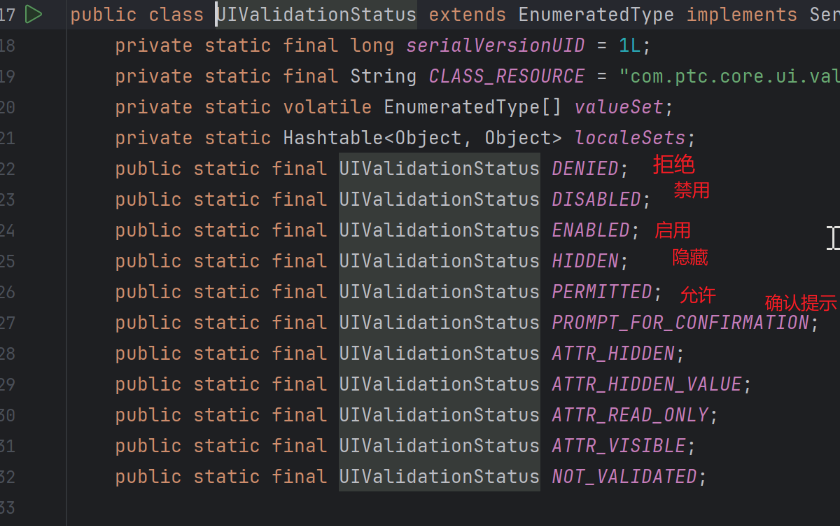 17 public class UIValidationStatus extends EnumeratedType implements Ser
18 private static final long serialVersionUID = 1L;
19 private static final String CLASS_RESOURCE = "com.ptc.core.ui.val
20 private static volatile EnumeratedType[] valueSet;
21 private static Hashtable<Object, Object> localeSets;
22 public static final UIValidationStatus DENIED; 拒绝
23 public static final UIValidationStatus DISABLED; 禁用
24 public static final UIValidationStatus ENABLED; 启用
25 public static final UIValidationStatus HIDDEN; 隐藏
26 public static final UIValidationStatus PERMITTED; 允许 确认提示
27 public static final UIValidationStatus PROMPT_FOR_CONFIRMATION;
28 public static final UIValidationStatus ATTR_HIDDEN;
29 public static final UIValidationStatus ATTR_HIDDEN_VALUE;
30 public static final UIValidationStatus ATTR_READ_ONLY;
31 public static final UIValidationStatus ATTR_VISIBLE;
32 public static final UIValidationStatus NOT_VALIDATED;
33